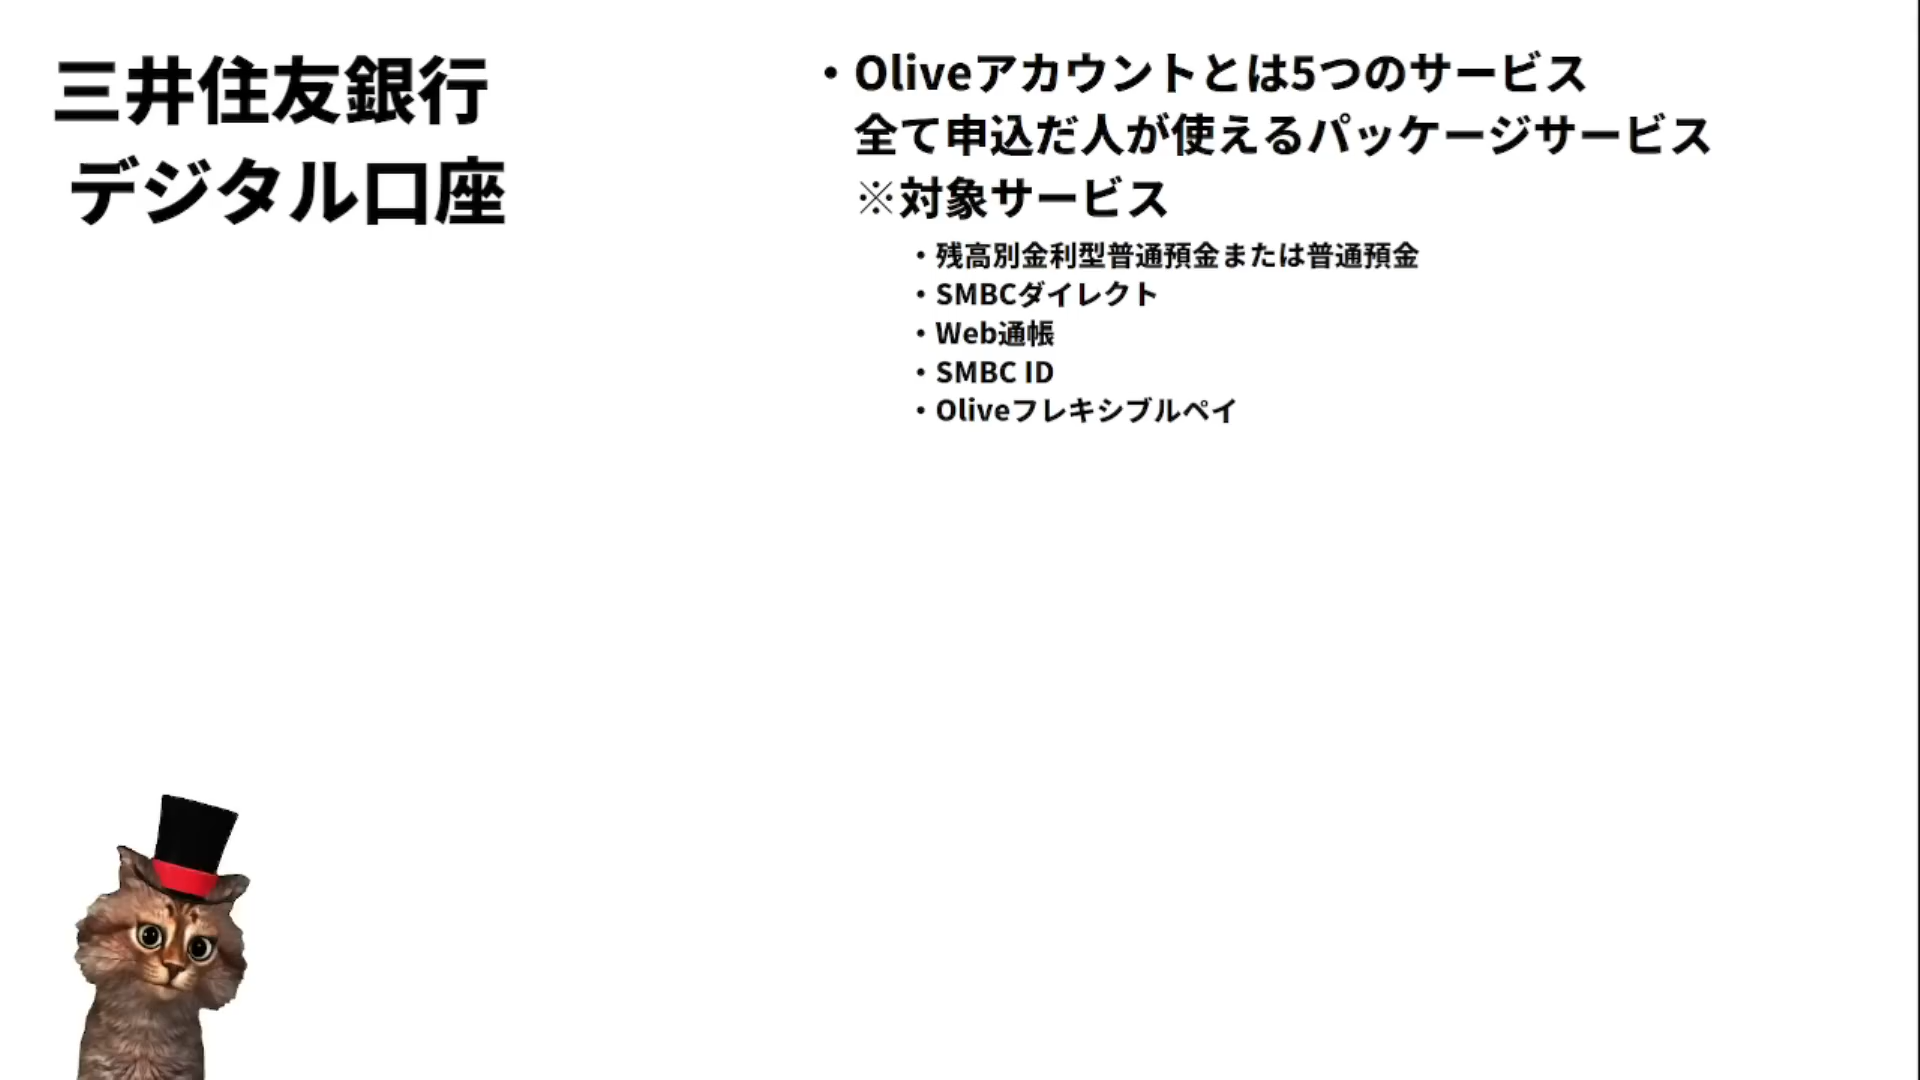 三井住友銀行
デジタル口座
・Oliveアカウントとは5つのサービス
全て申込だ人が使えるパッケージサービス
※対象サービス
・残高別金利型普通預金または普通預金
・SMBCダイレクト
・Web通帳
・SMBC ID
・Oliveフレキシブルペイ